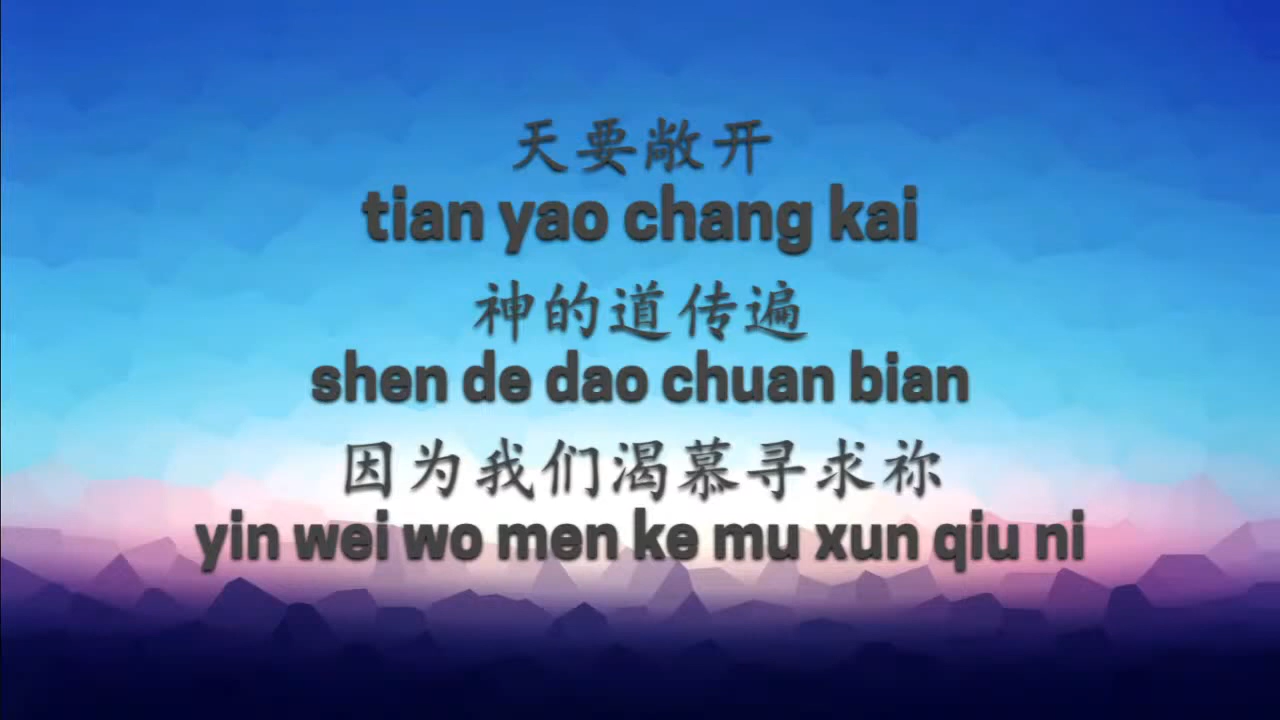 天要敞开
tian yao chang kai
神的道传遍
shen de dao chuan bian
因为我们渴慕寻求祢
yin wei wo men ke mu xun qiu ni